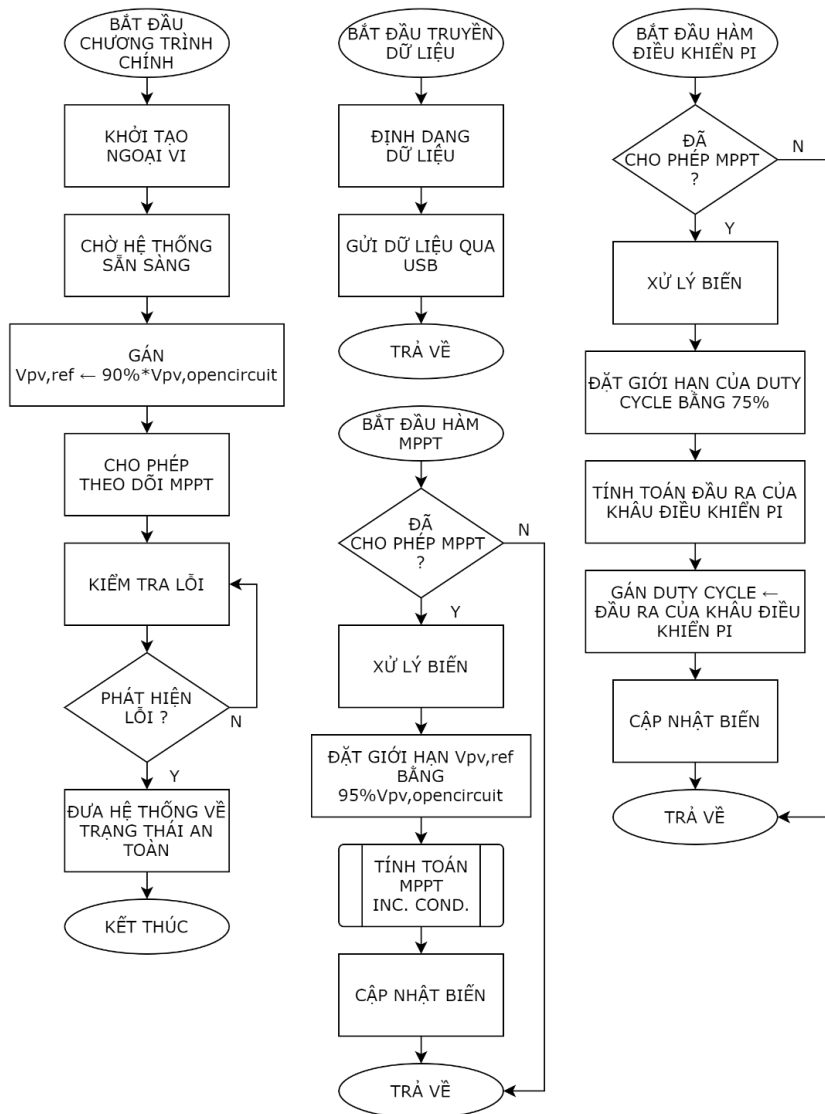 BẮT ĐẦU
CHƯƠNG TRÌNH
CHÍNH
KHỞI TẠO
NGOẠI VI
CHỜ HỆ THỐNG
SẴN SÀNG
GÁN
Vpv,ref ← 90%*Vpv,opencircuit
CHO PHÉP
THEO DÕI MPPT
KIỂM TRA LỖI
PHÁT HIỆN
LỖI ?
N
Y
ĐƯA HỆ THỐNG VỀ
TRẠNG THÁI AN
TOÀN
KẾT THÚC
BẮT ĐẦU TRUYỀN
DỮ LIỆU
ĐỊNH DẠNG
DỮ LIỆU
GỬI DỮ LIỆU QUA
USB
TRẢ VỀ
BẮT ĐẦU HÀM
MPPT
ĐÃ
CHO PHÉP MPPT
?
N
Y
XỬ LÝ BIẾN
ĐẶT GIỚI HẠN Vpv,ref
BẰNG
95%Vpv,opencircuit
TÍNH TOÁN
MPPT
INC. COND.
CẬP NHẬT BIẾN
TRẢ VỀ
BẮT ĐẦU HÀM
ĐIỀU KHIỂN PI
ĐÃ
CHO PHÉP MPPT
?
N
Y
XỬ LÝ BIẾN
ĐẶT GIỚI HẠN CỦA DUTY
CYCLE BẰNG 75%
TÍNH TOÁN ĐẦU RA CỦA
KHÂU ĐIỀU KHIỂN PI
GÁN DUTY CYCLE ←
ĐẦU RA CỦA KHÂU ĐIỀU
KHIỂN PI
CẬP NHẬT BIẾN
TRẢ VỀ